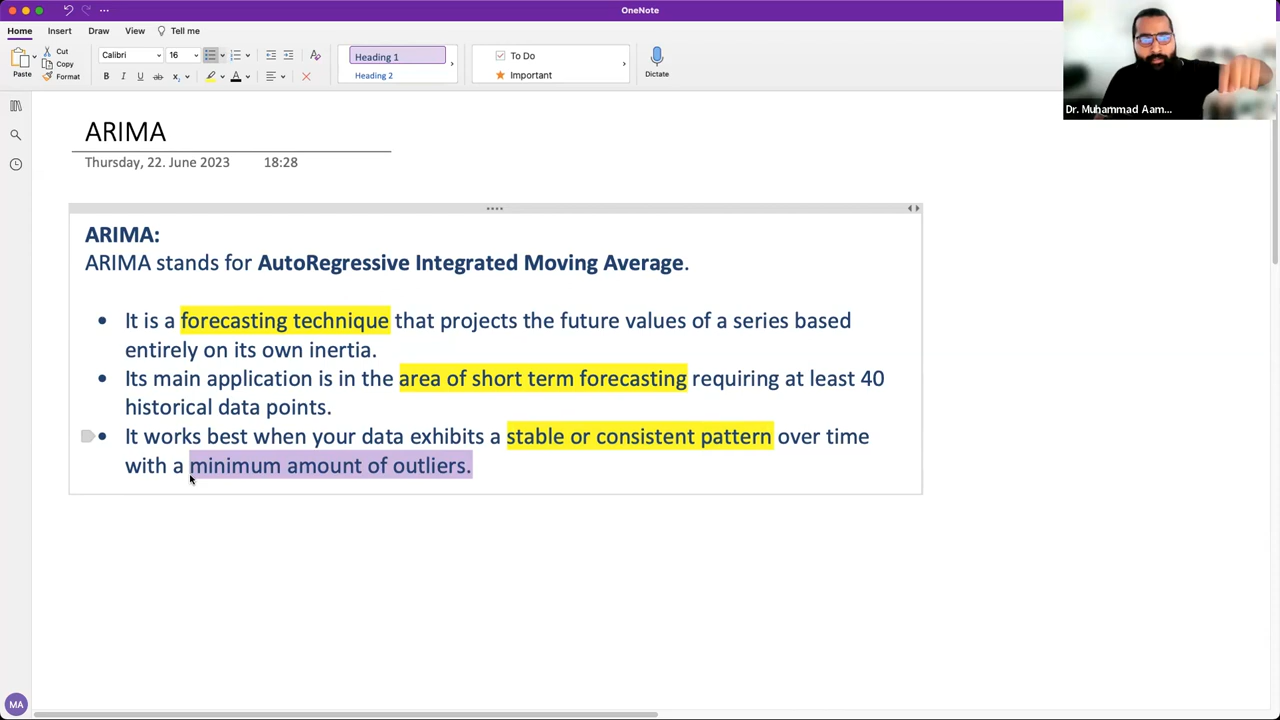 OneNote
Home Insert Draw View Tell me
Paste
Cut
Copy
Format
Calibri 16
B I U ab x A
Heading 1
Heading 2
To Do
Important
Dictate
Dr. Muhammad Aam...
ARIMA
Thursday, 22. June 2023 18:28
ARIMA:
ARIMA stands for AutoRegressive Integrated Moving Average.
• It is a forecasting technique that projects the future values of a series based
entirely on its own inertia.
• Its main application is in the area of short term forecasting requiring at least 40
historical data points.
• It works best when your data exhibits a stable or consistent pattern over time
with a minimum amount of outliers.
MA